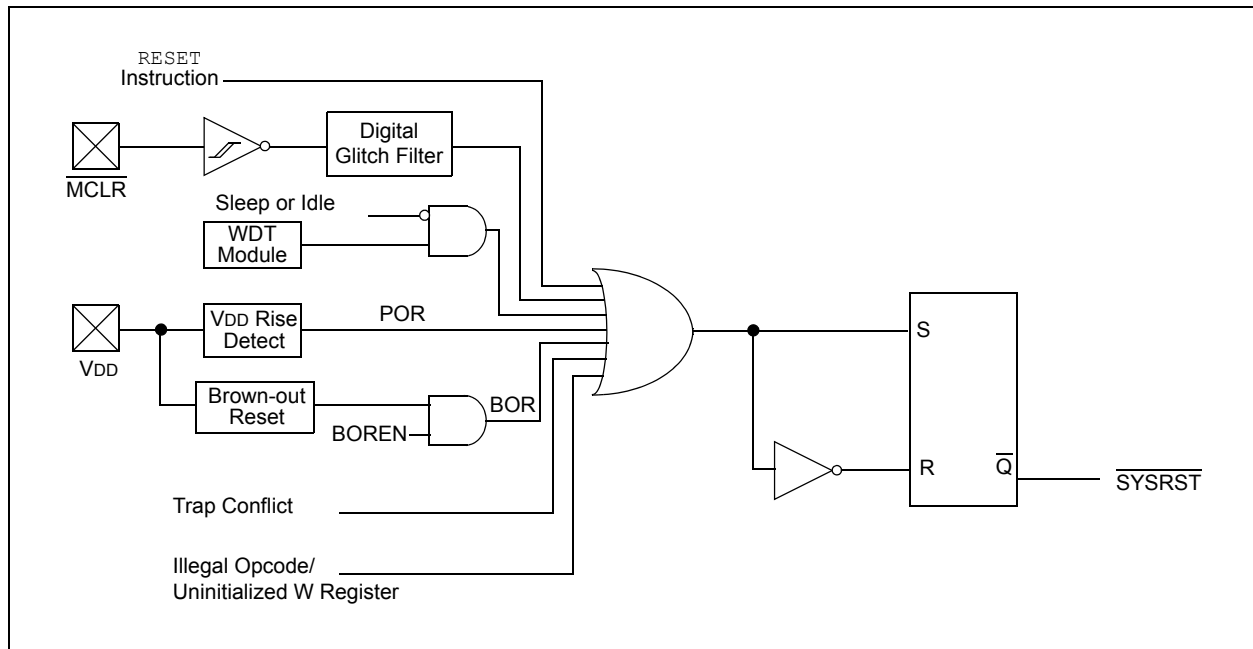 RESET
Instruction
Digital
Glitch Filter
MCLR
Sleep or Idle
WDT
Module
VDD Rise
Detect
POR
VDD
Brown-out
Reset
BOR
BOREN
Trap Conflict
Illegal Opcode/
Uninitialized W Register
S
R
Q
SYSRST